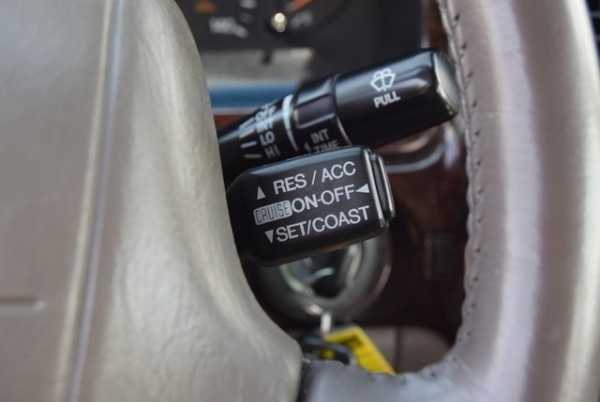 PULL
LO
HI
INT
TIME
▲ RES / ACC
CRUISE ON-OFF ◄
▼ SET/COAST